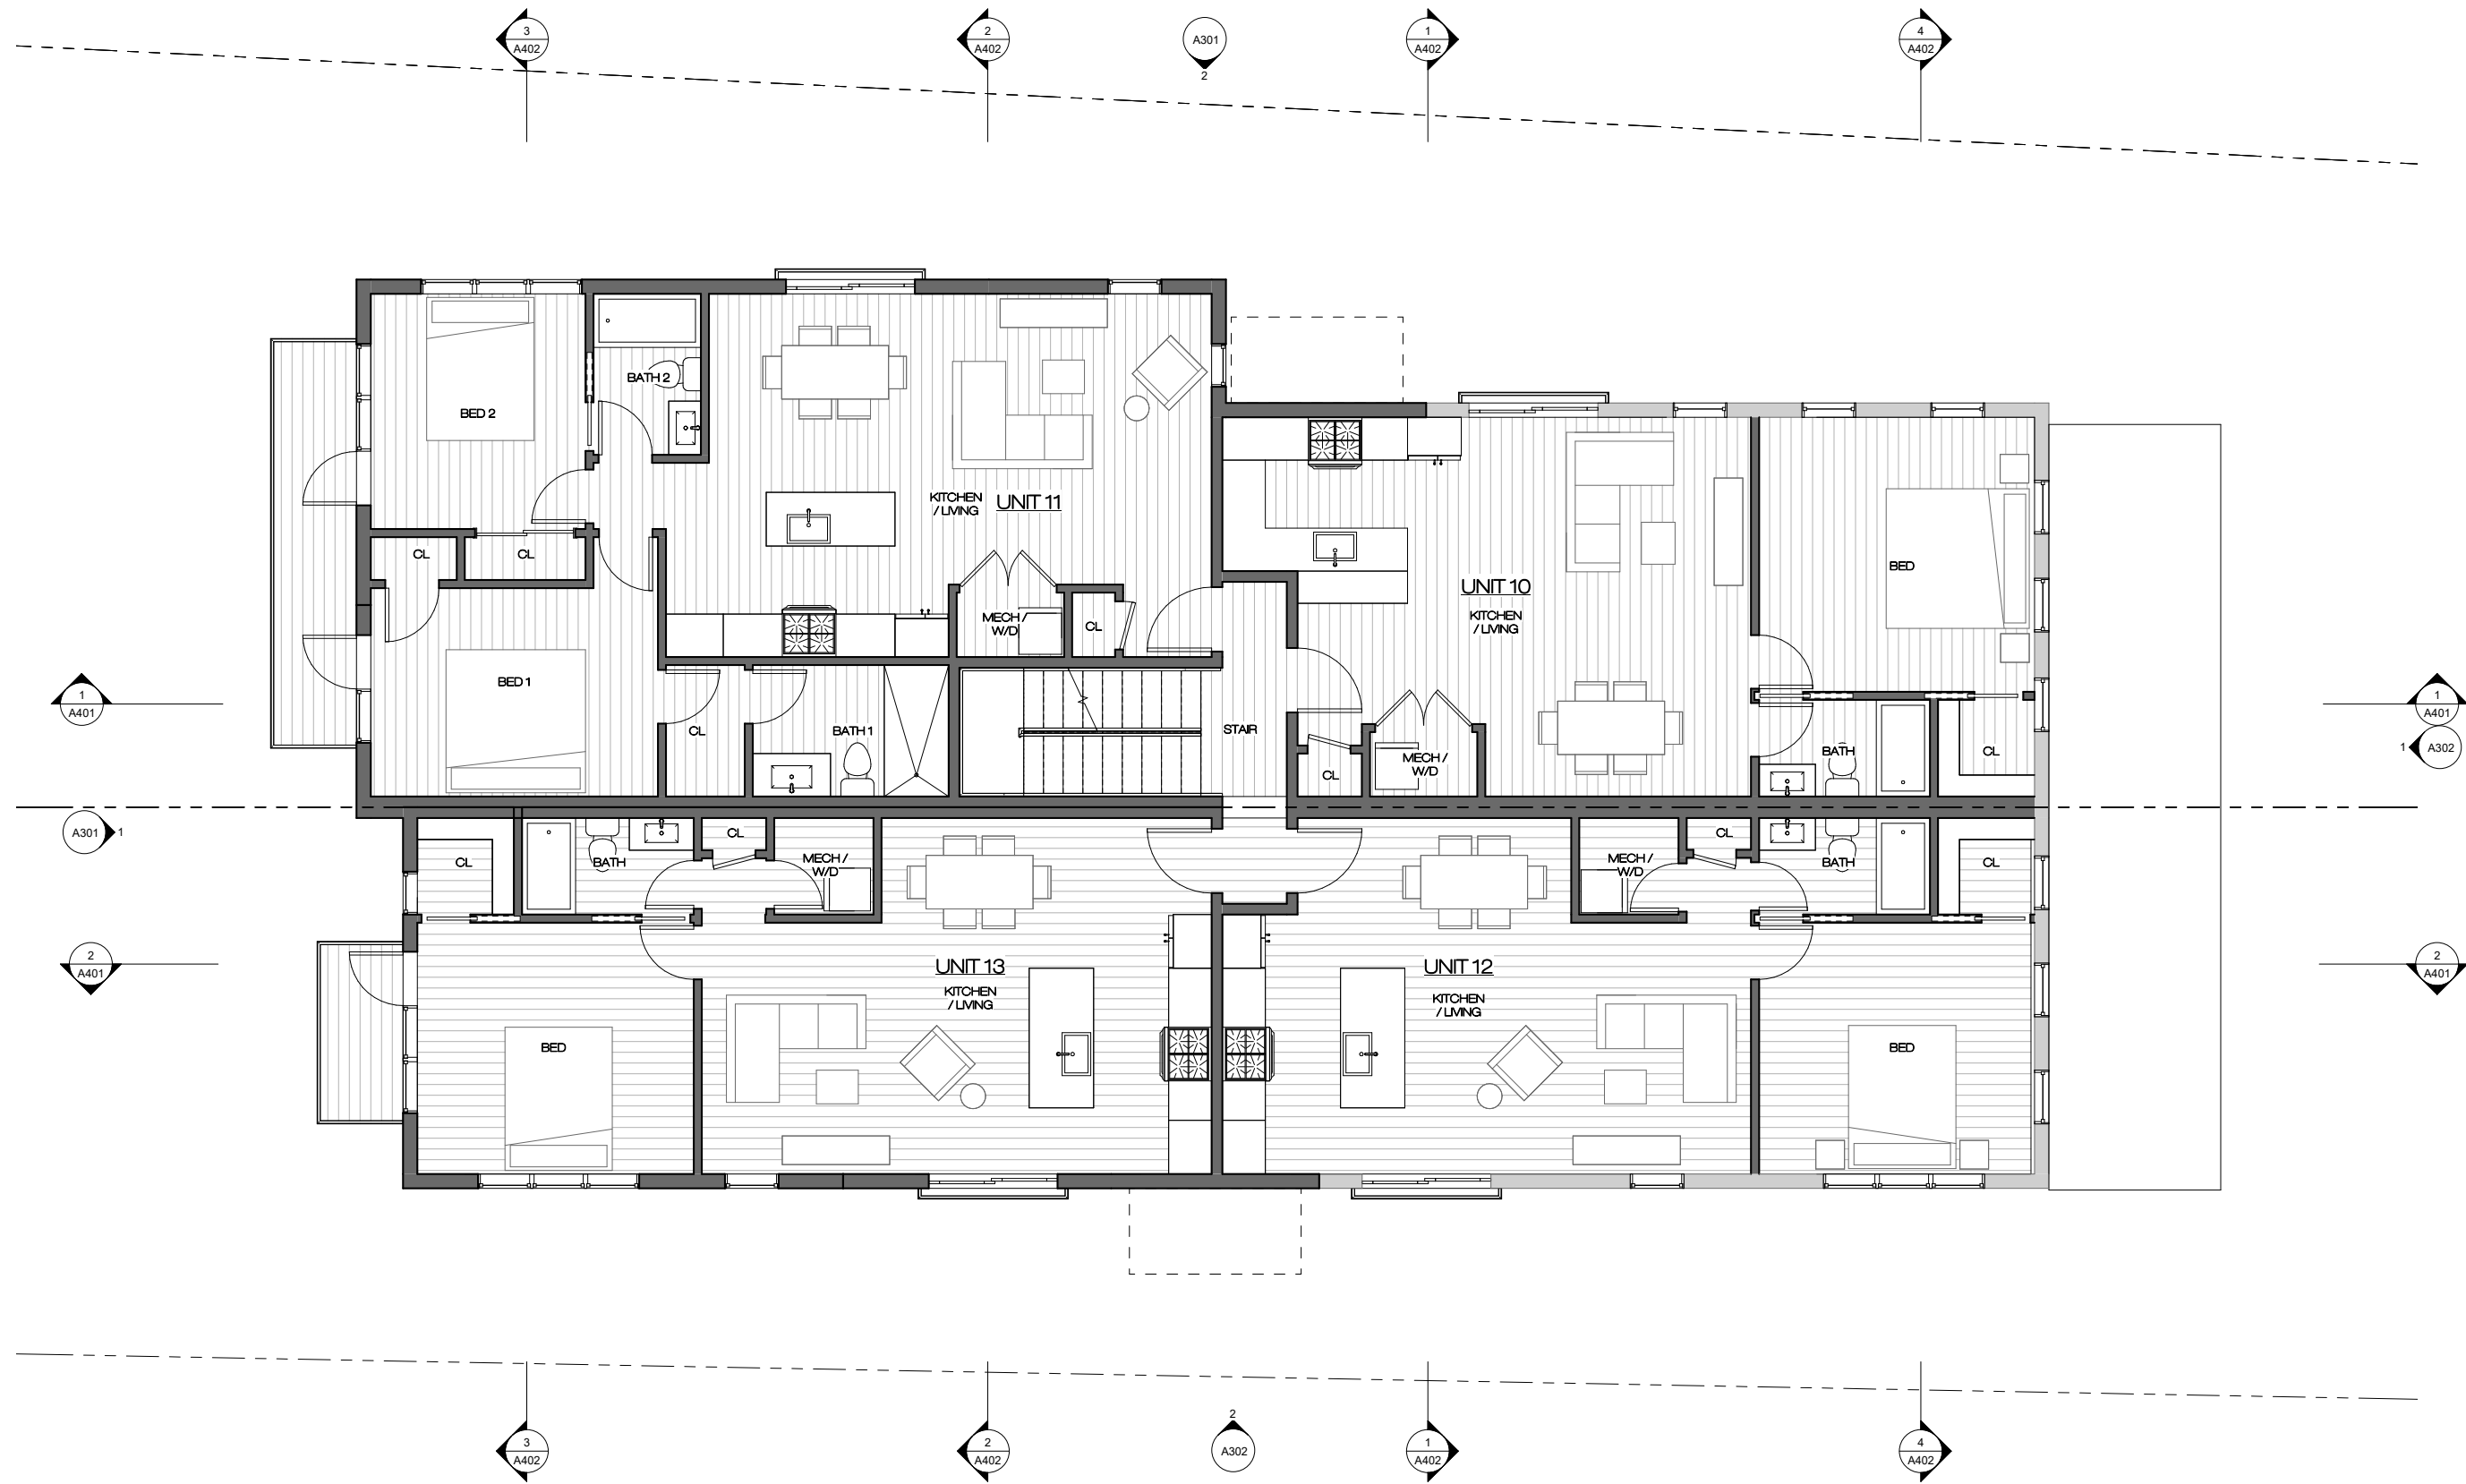 3
A402
2
A402
A301
2
1
A402
4
A402
BATH 2
BED 2
KITCHEN
/ LIVING
UNIT 11
CL
CL
MECH /
W/D
CL
UNIT 10
KITCHEN
/ LIVING
BED
BED 1
CL
BATH 1
STAIR
CL
MECH /
W/D
BATH
CL
1
A401
1
A401
1
A302
A301
1
CL
BATH
CL
MECH /
W/D
MECH /
W/D
CL
BATH
CL
2
A401
UNIT 13
KITCHEN
/ LIVING
UNIT 12
KITCHEN
/ LIVING
2
A401
BED
BED
3
A402
2
A402
2
A302
1
A402
4
A402